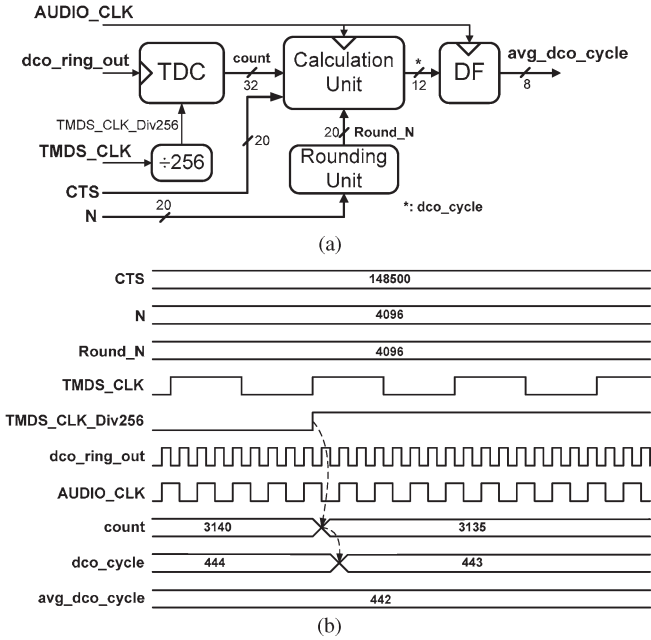 AUDIO_CLK
dco_ring_out
TDC
count
32
Calculation
Unit
*
12
DF
avg_dco_cycle
8
TMDS_CLK_Div256
TMDS_CLK
÷256
20
20
Round_N
Rounding
Unit
CTS
N
20
*: dco_cycle
(a)
CTS 148500
N 4096
Round_N 4096
TMDS_CLK
TMDS_CLK_Div256
dco_ring_out
AUDIO_CLK
count 3140 3135
dco_cycle 444 443
avg_dco_cycle 442
(b)